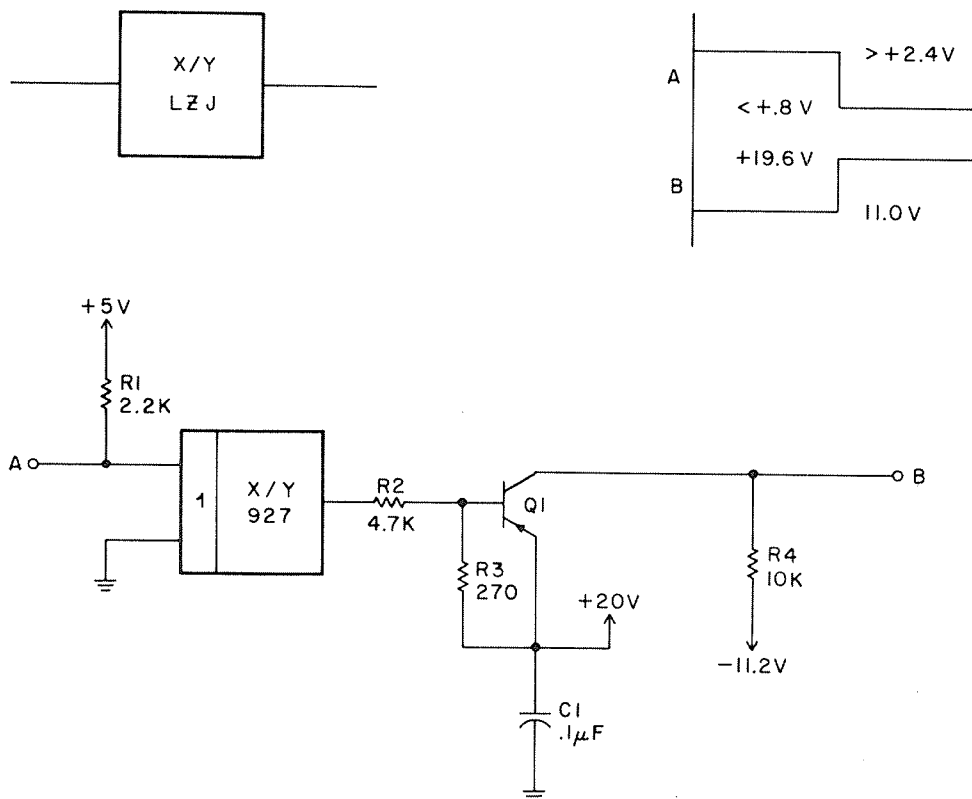 X/Y
LZJ
A
>+2.4V
<+.8V
+19.6V
B
11.0V
+5V
R1
2.2K
A
1
X/Y
927
R2
4.7K
Q1
B
R3
270
+20V
R4
10K
-11.2V
C1
.1μF